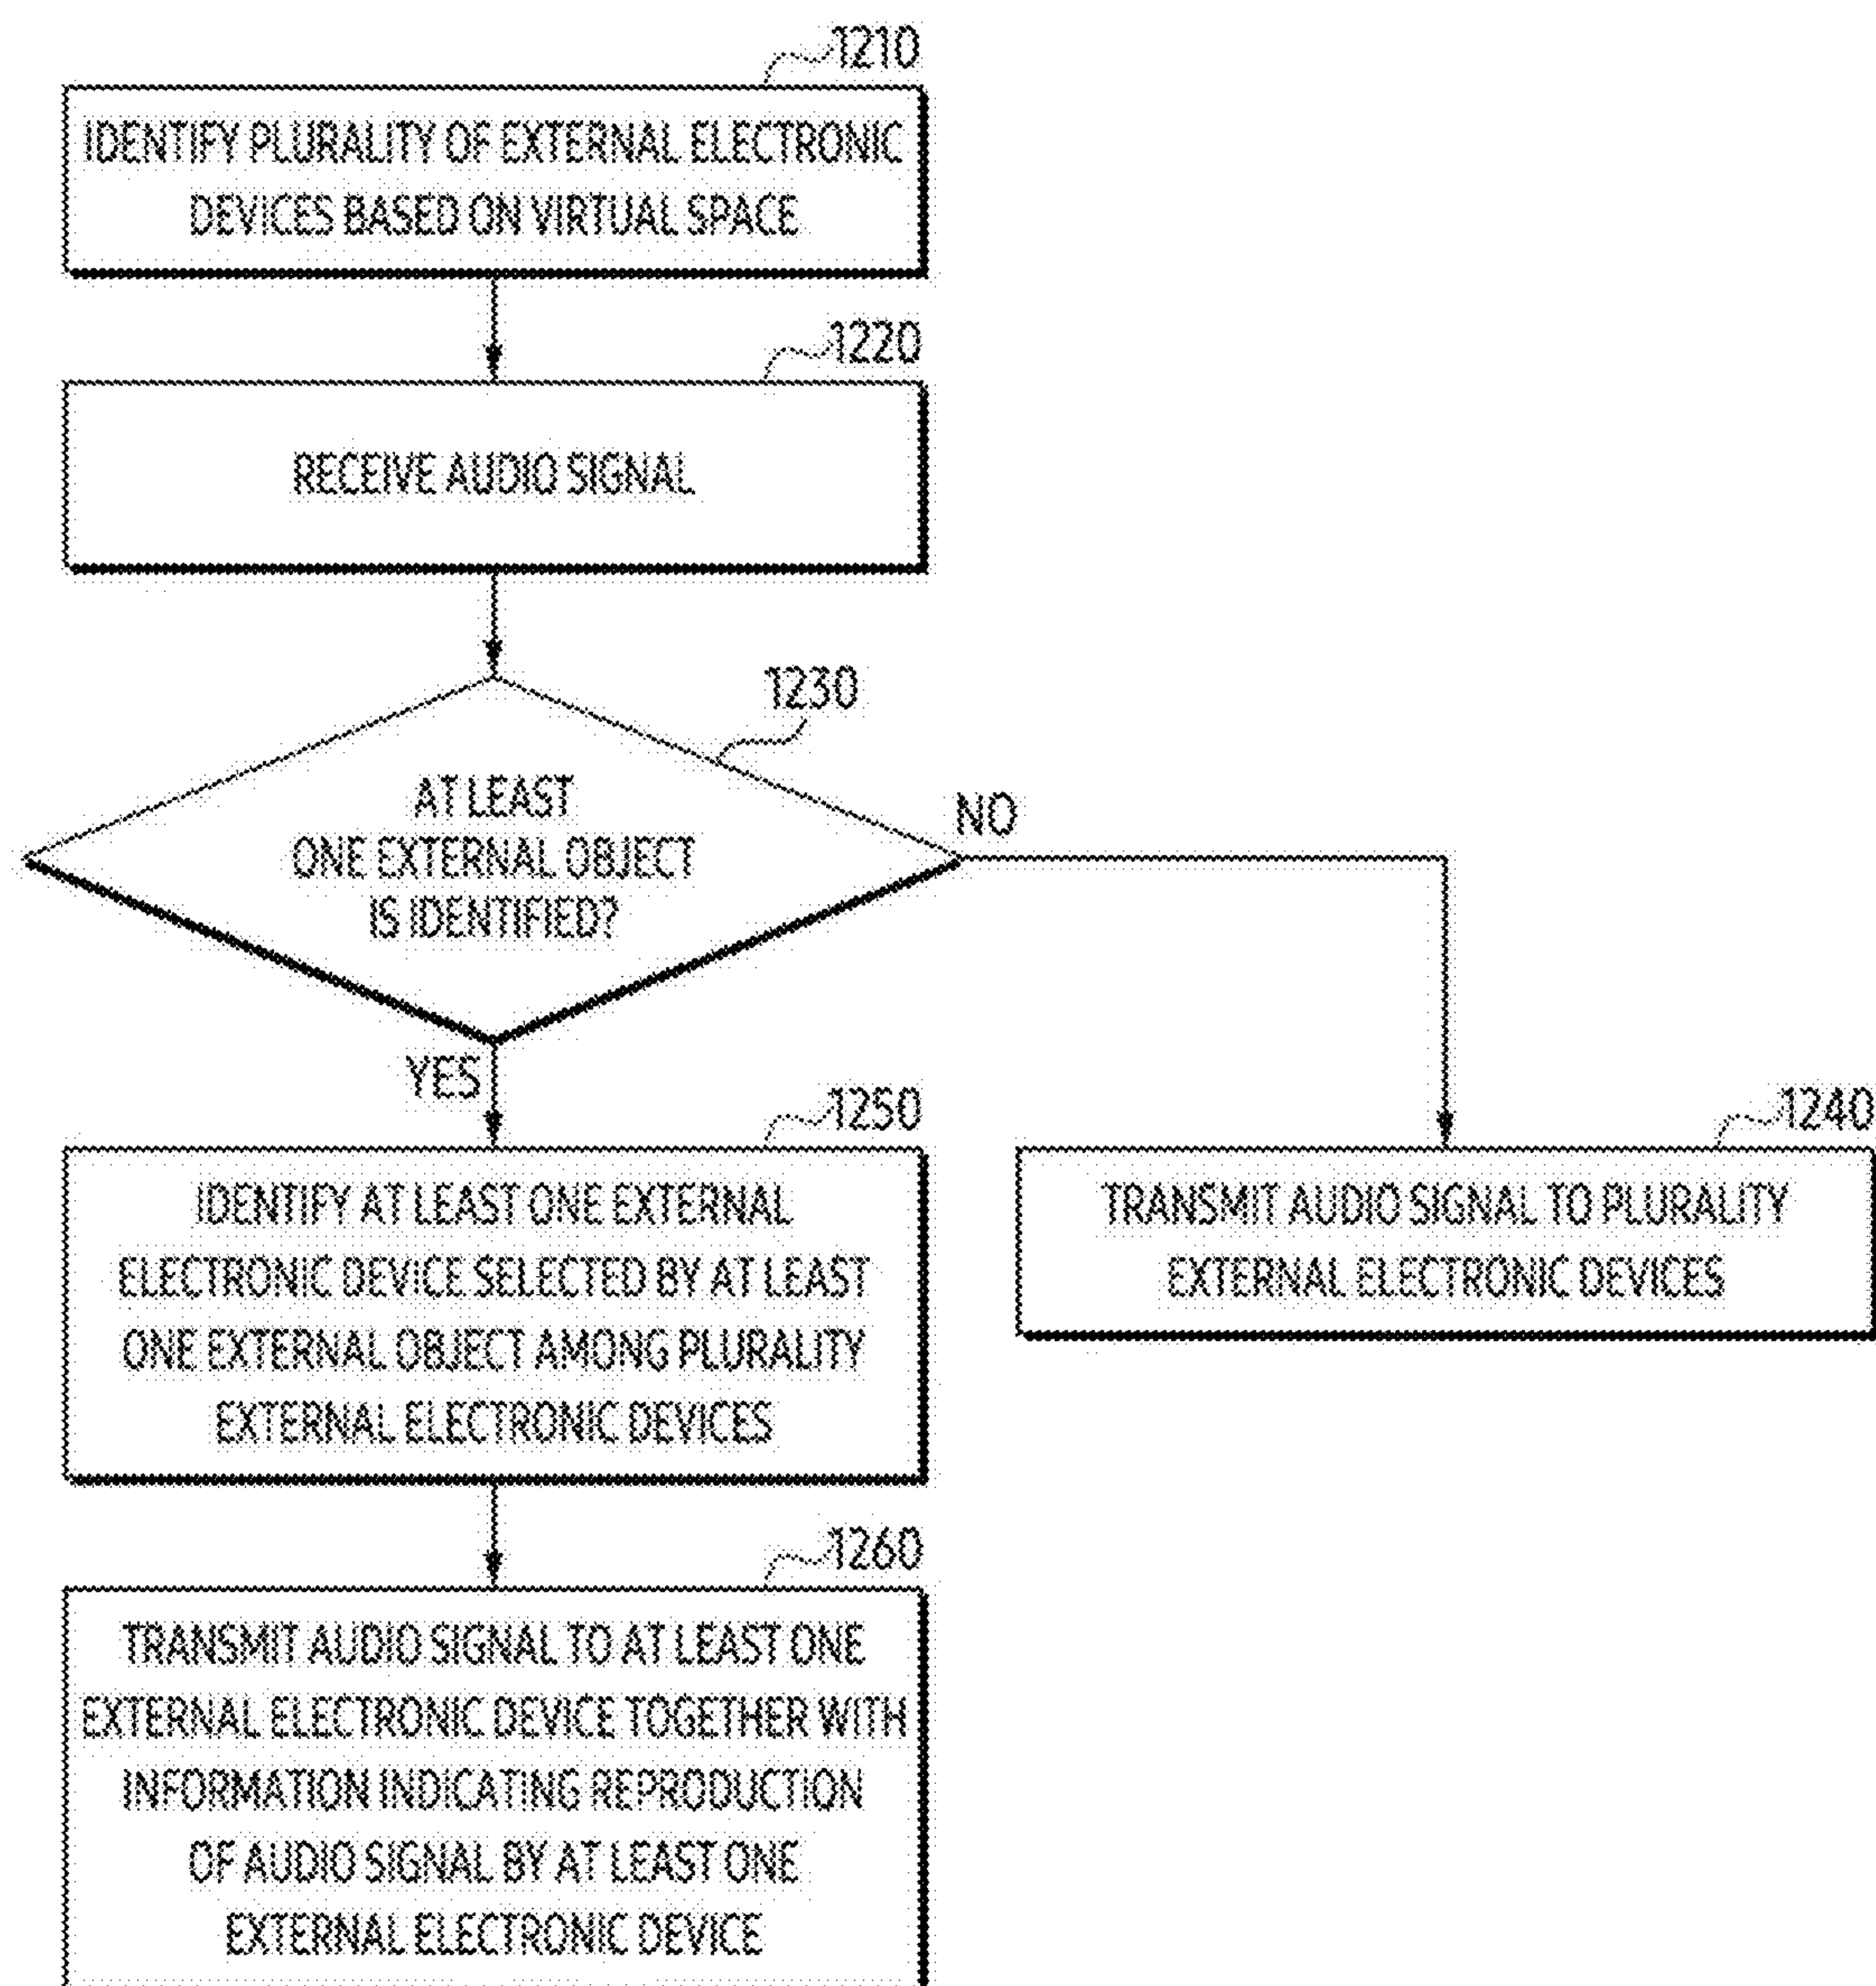 1210
IDENTIFY PLURALITY OF EXTERNAL ELECTRONIC
DEVICES BASED ON VIRTUAL SPACE
1220
RECEIVE AUDIO SIGNAL
1230
AT LEAST
ONE EXTERNAL OBJECT
IS IDENTIFIED?
NO
YES
1250
IDENTIFY AT LEAST ONE EXTERNAL
ELECTRONIC DEVICE SELECTED BY AT LEAST
ONE EXTERNAL OBJECT AMONG PLURALITY
EXTERNAL ELECTRONIC DEVICES
1240
TRANSMIT AUDIO SIGNAL TO PLURALITY
EXTERNAL ELECTRONIC DEVICES
1260
TRANSMIT AUDIO SIGNAL TO AT LEAST ONE
EXTERNAL ELECTRONIC DEVICE TOGETHER WITH
INFORMATION INDICATING REPRODUCTION
OF AUDIO SIGNAL BY AT LEAST ONE
EXTERNAL ELECTRONIC DEVICE